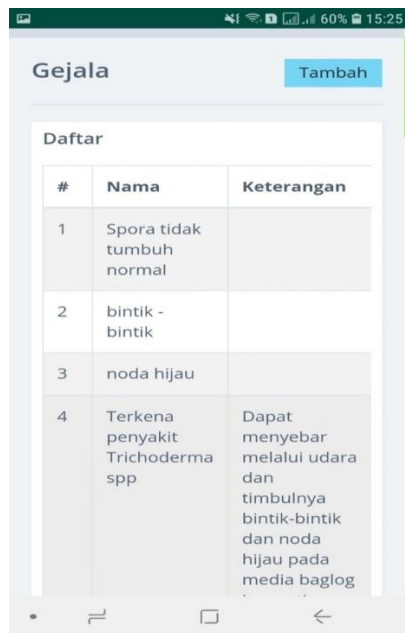 60% 15:25
Gejala
Tambah
Daftar
# Nama Keterangan
1 Spora tidak
tumbuh
normal
2 bintik -
bintik
3 noda hijau
4 Terkena Dapat
penyakit menyebar
Trichoderma melalui udara
spp dan
timbulnya
bintik-bintik
dan noda
hijau pada
media baglog